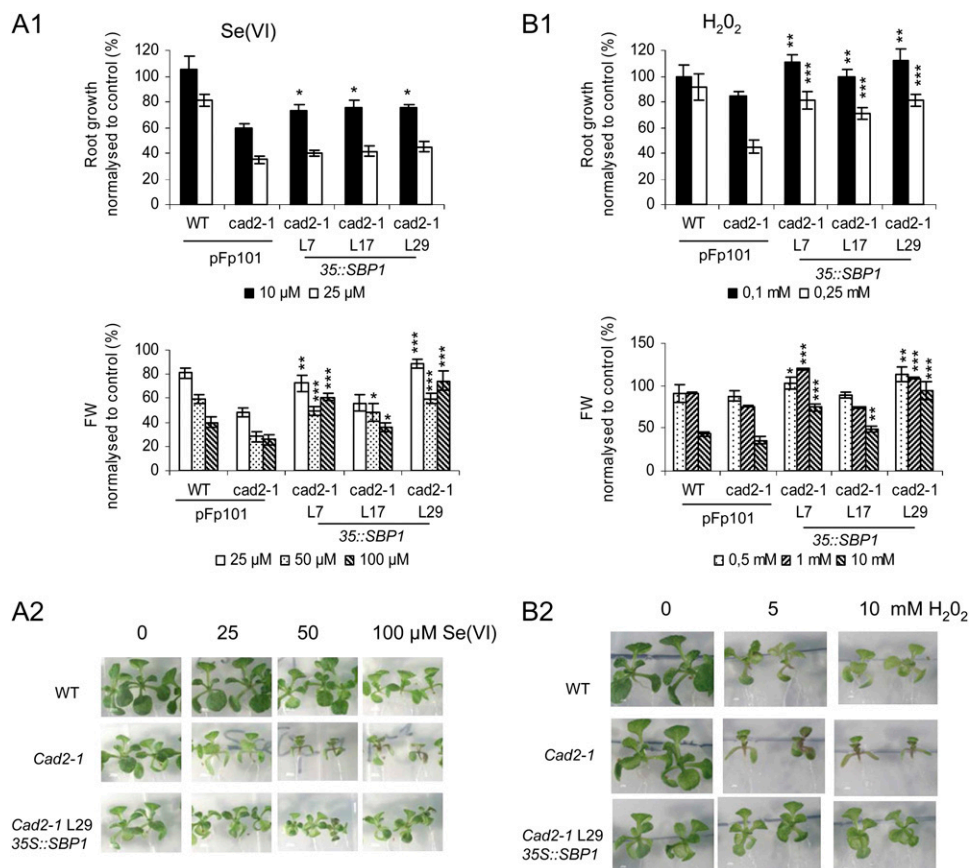 A1
Se(VI)
Root growth
normalysed to control (%)
120
100
80
60
40
20
0
*
*
*
WT
cad2-1
cad2-1
cad2-1
cad2-1
pFp101
L7
L17
L29
35::SBP1
10 µM
25 µM
FW
normalysed to control (%)
100
80
60
40
20
0
**
***
***
*
*
***
***
***
WT
cad2-1
cad2-1
cad2-1
cad2-1
pFp101
L7
L17
L29
35::SBP1
25 µM
50 µM
100 µM
B1
H₂0₂
Root growth
normalysed to control (%)
120
100
80
60
40
20
0
**
***
**
***
**
***
WT
cad2-1
cad2-1
cad2-1
cad2-1
pFp101
L7
L17
L29
35::SBP1
0,1 mM
0,25 mM
FW
normalysed to control (%)
150
100
50
0
*
***
***
**
**
***
***
WT
cad2-1
cad2-1
cad2-1
cad2-1
pFp101
L7
L17
L29
35::SBP1
0,5 mM
1 mM
10 mM
A2
0 25 50 100 µM Se(VI)
WT
Cad2-1
Cad2-1 L29
35S::SBP1
B2
0 5 10 mM H₂0₂
WT
Cad2-1
Cad2-1 L29
35S::SBP1